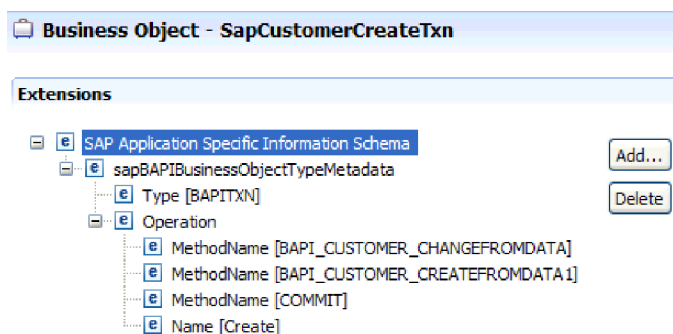 Business Object - SapCustomerCreateTxn
Extensions
SAP Application Specific Information Schema
Add...
sapBAPIBusinessObjectTypeMetadata
Type [BAPITXN]
Delete
Operation
MethodName [BAPI_CUSTOMER_CHANGEFROMDATA]
MethodName [BAPI_CUSTOMER_CREATEFROMDATA1]
MethodName [COMMIT]
Name [Create]